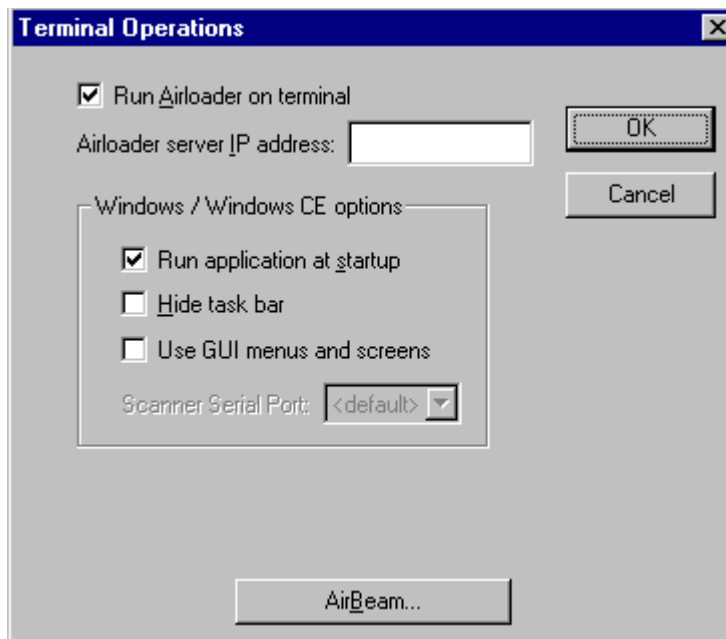 Terminal Operations
Run Airloader on terminal
OK
Airloader server IP address:
Cancel
Windows / Windows CE options
Run application at startup
Hide task bar
Use GUI menus and screens
Scanner Serial Port: <default>
AirBeam...